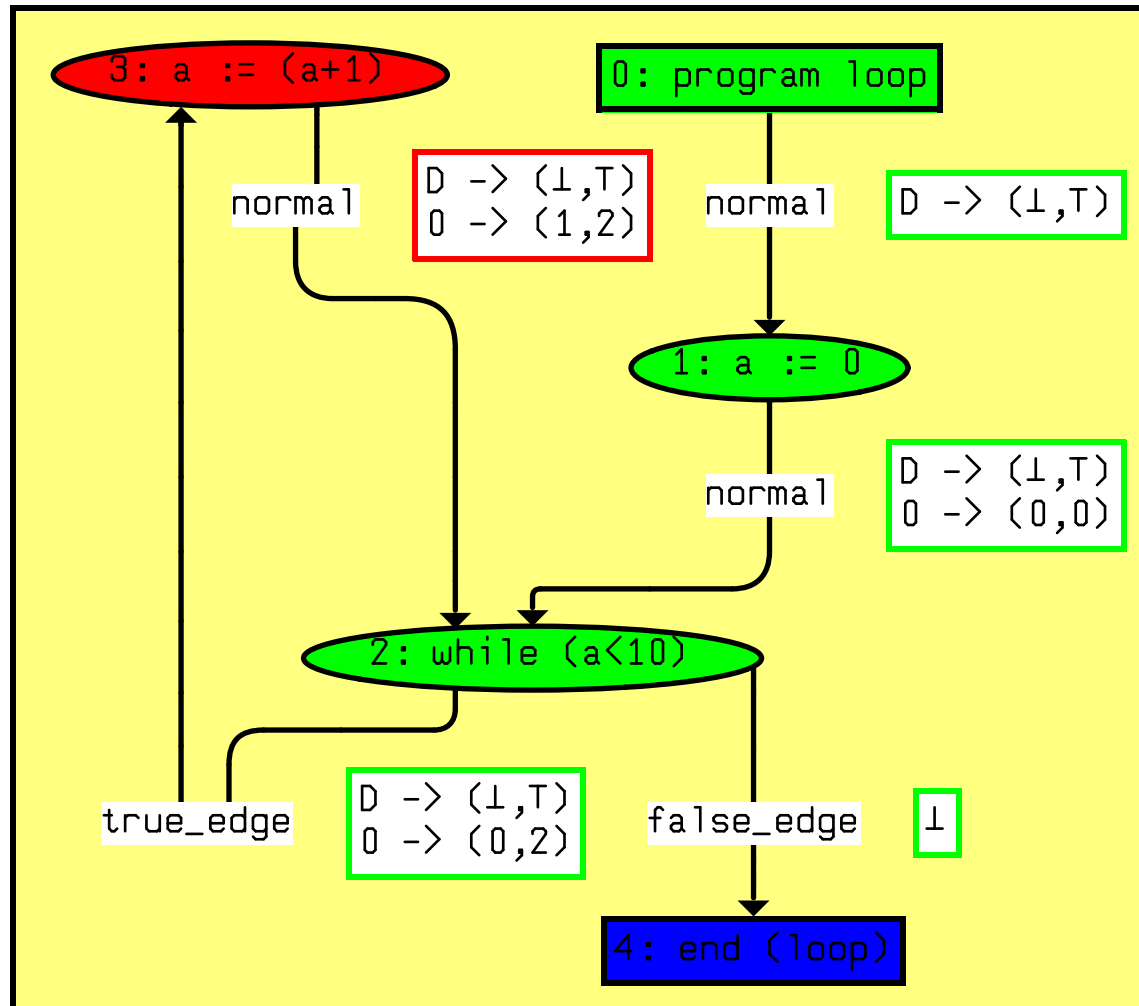 3: a := (a+1)
0: program loop
normal
D -> (⊥,T)
0 -> (1,2)
normal
D -> (⊥,T)
1: a := 0
normal
D -> (⊥,T)
0 -> (0,0)
2: while (a<10)
true_edge
D -> (⊥,T)
0 -> (0,2)
false_edge
⊥
4: end (loop)